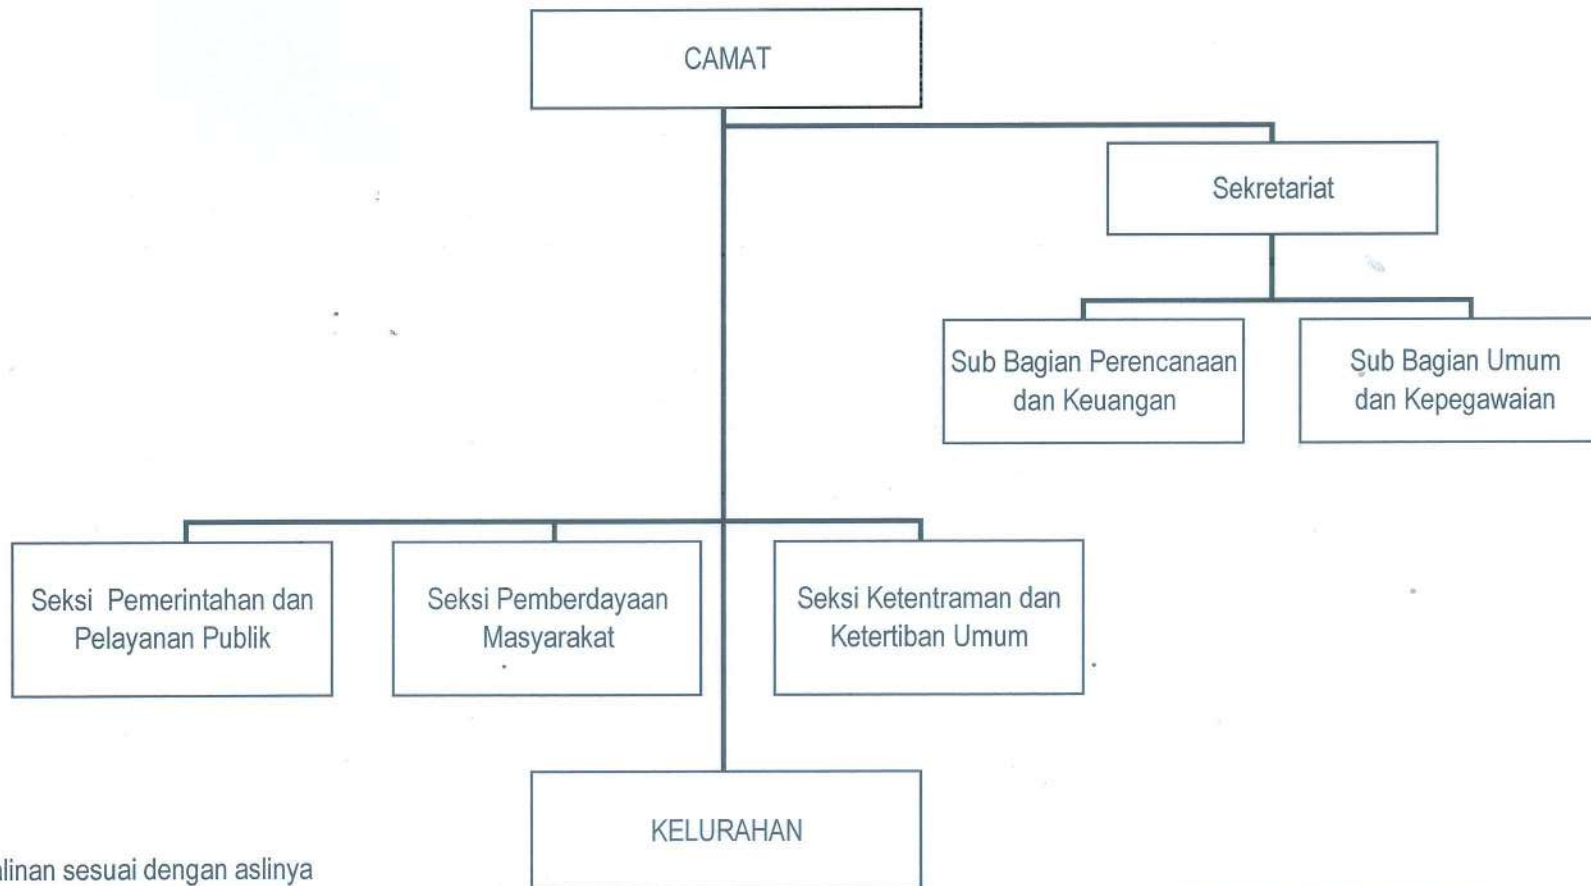 CAMAT
Sekretariat
Sub Bagian Perencanaan
dan Keuangan
Sub Bagian Umum
dan Kepegawaian
Seksi Pemerintahan dan
Pelayanan Publik
Seksi Pemberdayaan
Masyarakat
Seksi Ketentraman dan
Ketertiban Umum
KELURAHAN
sesuai dengan aslinya